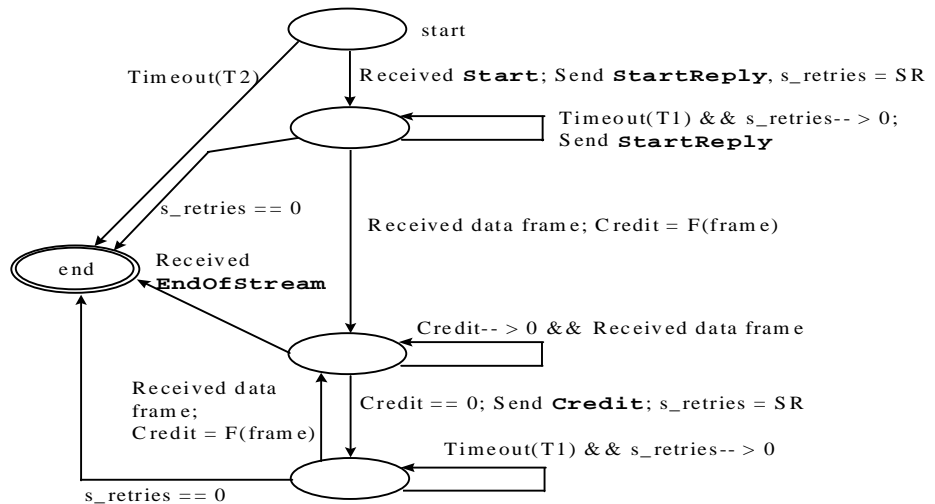 start
Timeout(T2)
Received Start; Send StartReply, s_retries = SR
Timeout(T1) && s_retries-- > 0;
Send StartReply
s_retries == 0
Received data frame; Credit = F(frame)
end
Received
EndOfStream
Credit-- > 0 && Received data frame
Received data
frame;
Credit = F(frame)
Credit == 0; Send Credit; s_retries = SR
Timeout(T1) && s_retries-- > 0
s_retries == 0